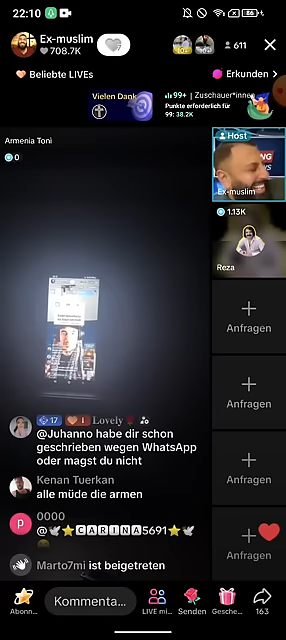 22:10
86
Ex-muslim
708.7K
611
Beliebte LIVEs
Erkunden >
Vielen Dank
99+ | Zuschauer*innen
Punkte erforderlich für
99: 38.2K
Armenia Toni
0
Host
Ex-muslim
1.13K
Reza
Anfragen
Anfragen
Anfragen
Anfragen
17 I Lovely
@Juhanno habe dir schon
geschrieben wegen WhatsApp
oder magst du nicht
Kenan Tuerkan
alle müde die armen
P
0000
@🕊⭐CARINA5691⭐🕊
Marto7mi ist beigetreten
Abonn...
Kommenta...
LIVE mi...
Senden
Gesche...
163